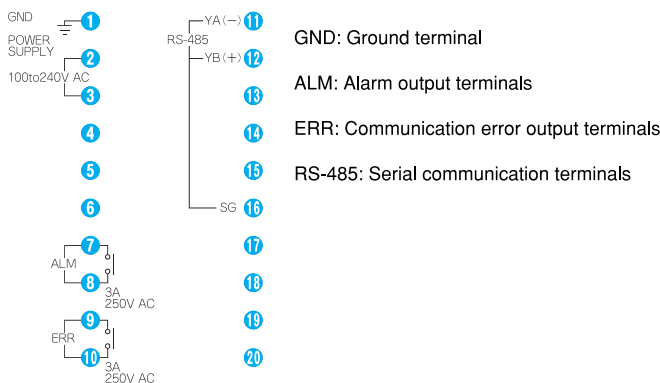 GND
1
POWER
SUPPLY
2
100to240V AC
3
4
5
6
7
ALM
8
3A
250V AC
9
ERR
10
3A
250V AC
YA(−) 11
RS-485
YB(+) 12
13
14
15
SG 16
17
18
19
20
GND: Ground terminal
ALM: Alarm output terminals
ERR: Communication error output terminals
RS-485: Serial communication terminals